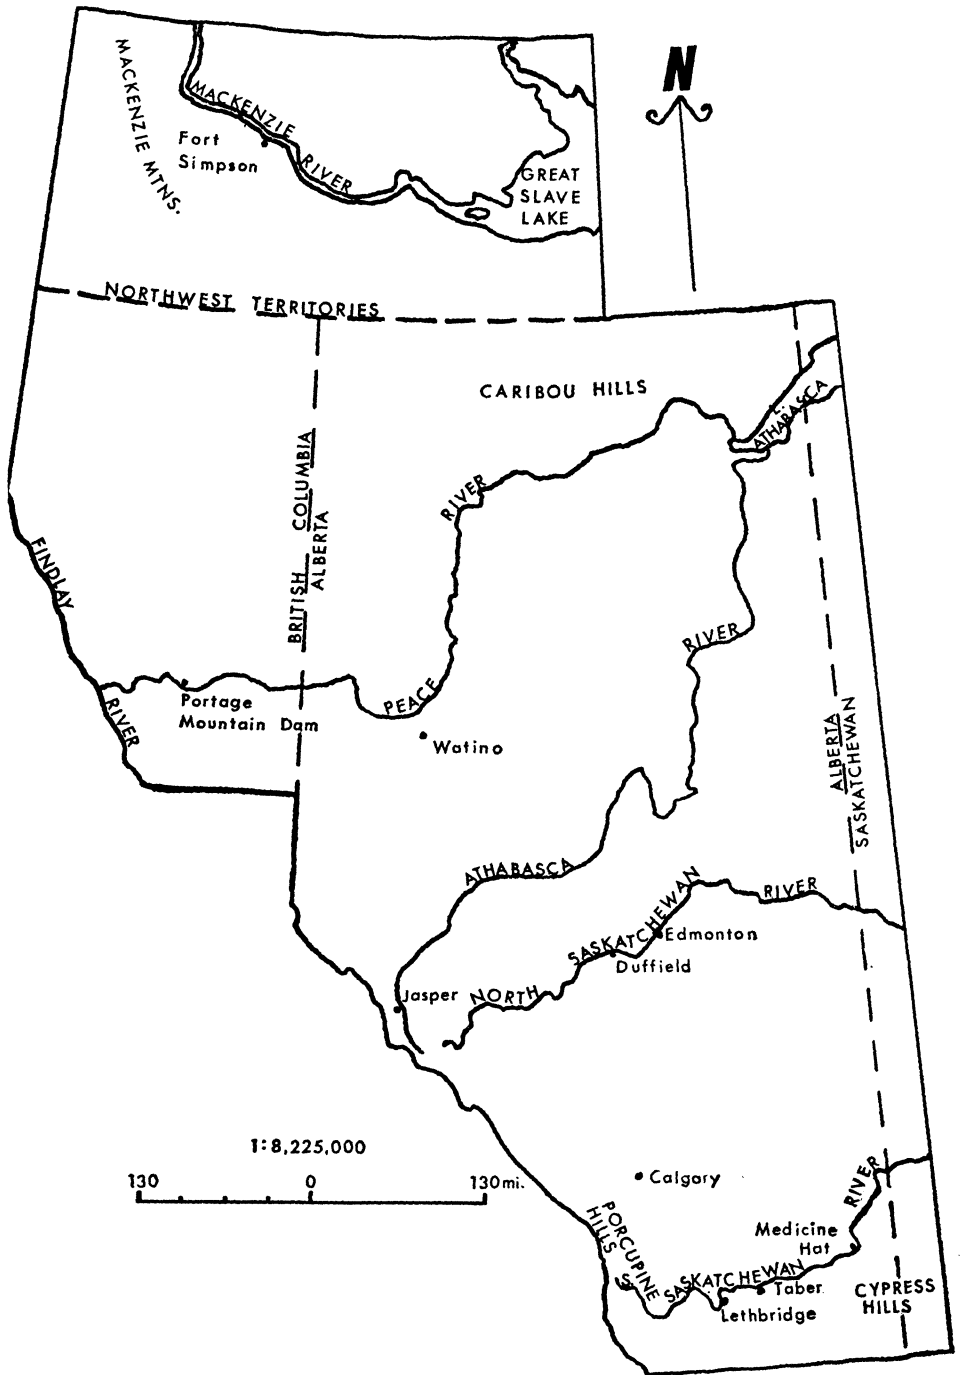 N
MACKENZIE MTNS.
MACKENZIE
RIVER
Fort
Simpson
GREAT
SLAVE
LAKE
NORTHWEST TERRITORIES
CARIBOU HILLS
L. ATHABASCA
BRITISH COLUMBIA
ALBERTA
RIVER
FINDLAY
RIVER
RIVER
PEACE
Portage
Mountain Dam
Watino
ALBERTA
SASKATCHEWAN
ATHABASCA
NORTH SASKATCHEWAN RIVER
Edmonton
Duffield
Jasper
1:8,225,000
130 0 130 mi.
Calgary
PORCUPINE
HILLS
RIVER
Medicine
Hat
S. SASKATCHEWAN
Taber
Lethbridge
CYPRESS
HILLS